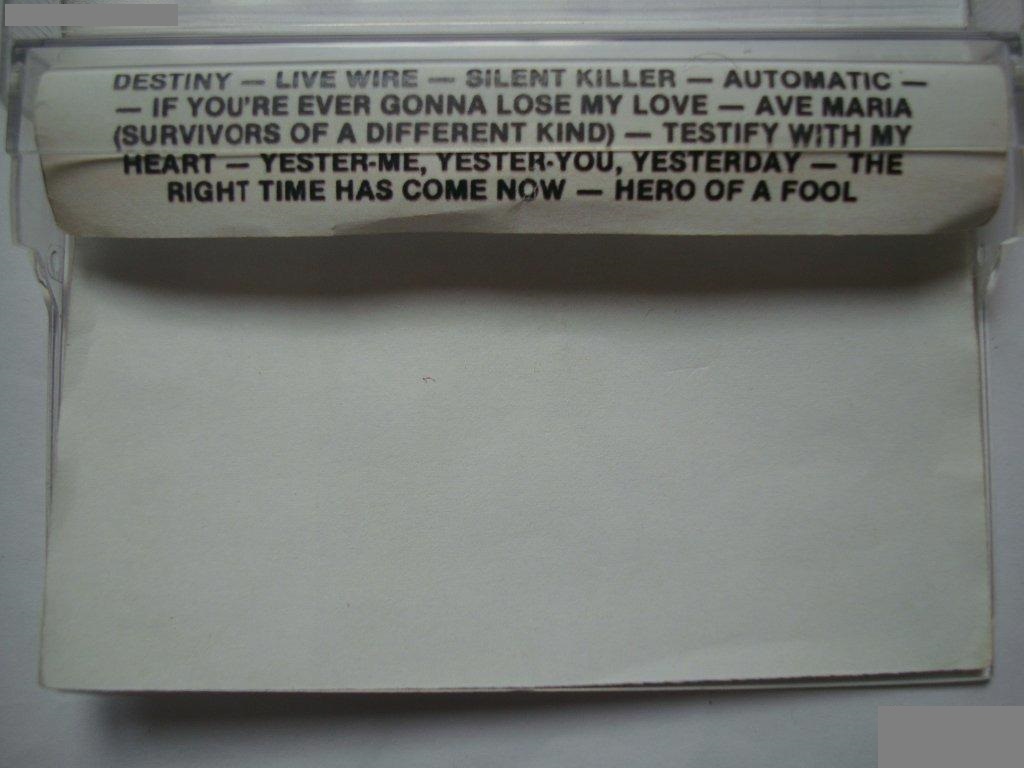 DESTINY — LIVE WIRE — SILENT KILLER — AUTOMATIC —
— IF YOU'RE EVER GONNA LOSE MY LOVE — AVE MARIA
(SURVIVORS OF A DIFFERENT KIND) — TESTIFY WITH MY
HEART — YESTER-ME, YESTER-YOU, YESTERDAY — THE
RIGHT TIME HAS COME NOW — HERO OF A FOOL